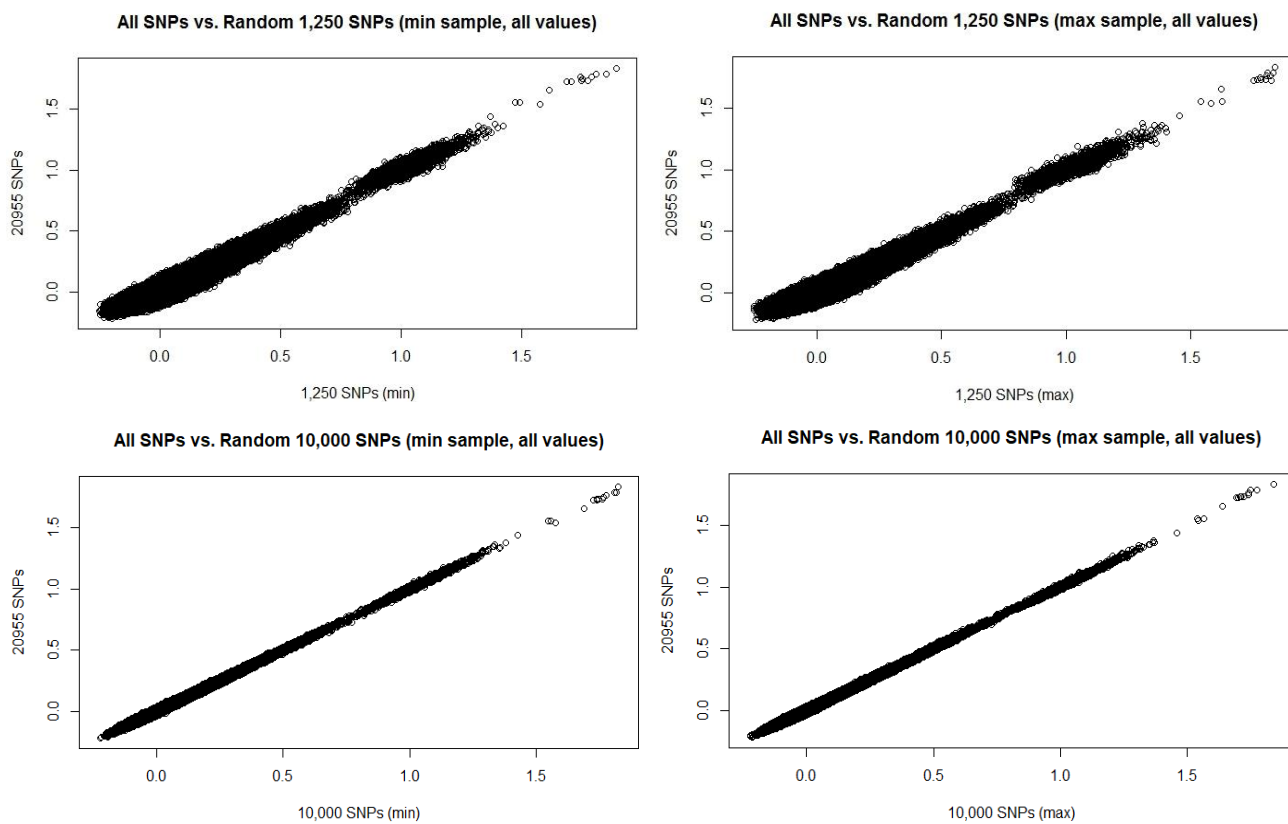 All SNPs vs. Random 1,250 SNPs (min sample, all values)
20955 SNPs
0.0 0.5 1.0 1.5
0.0 0.5 1.0 1.5
1,250 SNPs (min)
All SNPs vs. Random 1,250 SNPs (max sample, all values)
20955 SNPs
0.0 0.5 1.0 1.5
0.0 0.5 1.0 1.5
1,250 SNPs (max)
All SNPs vs. Random 10,000 SNPs (min sample, all values)
20955 SNPs
0.0 0.5 1.0 1.5
0.0 0.5 1.0 1.5
10,000 SNPs (min)
All SNPs vs. Random 10,000 SNPs (max sample, all values)
20955 SNPs
0.0 0.5 1.0 1.5
0.0 0.5 1.0 1.5
10,000 SNPs (max)